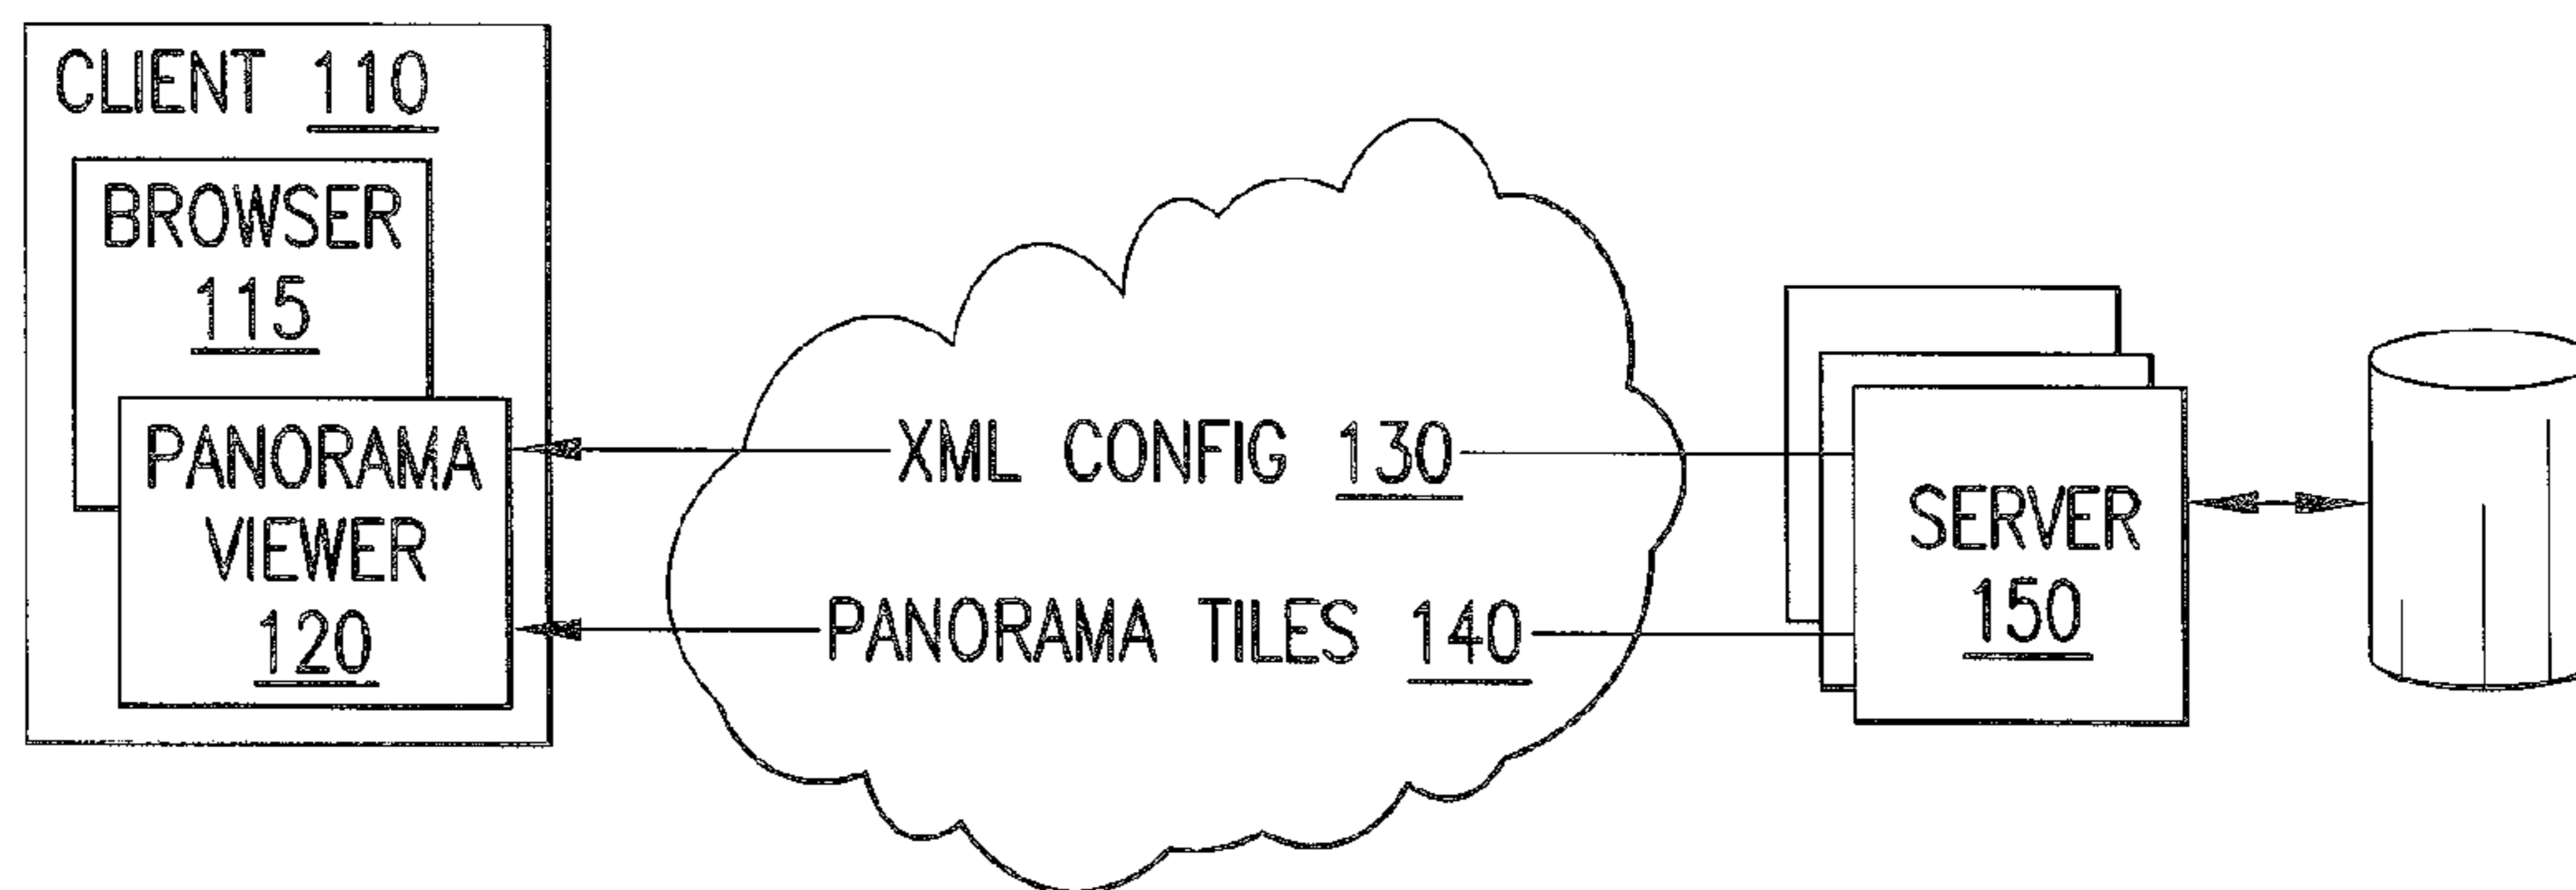 CLIENT 110
BROWSER
115
PANORAMA
VIEWER
120
XML CONFIG 130
PANORAMA TILES 140
SERVER
150